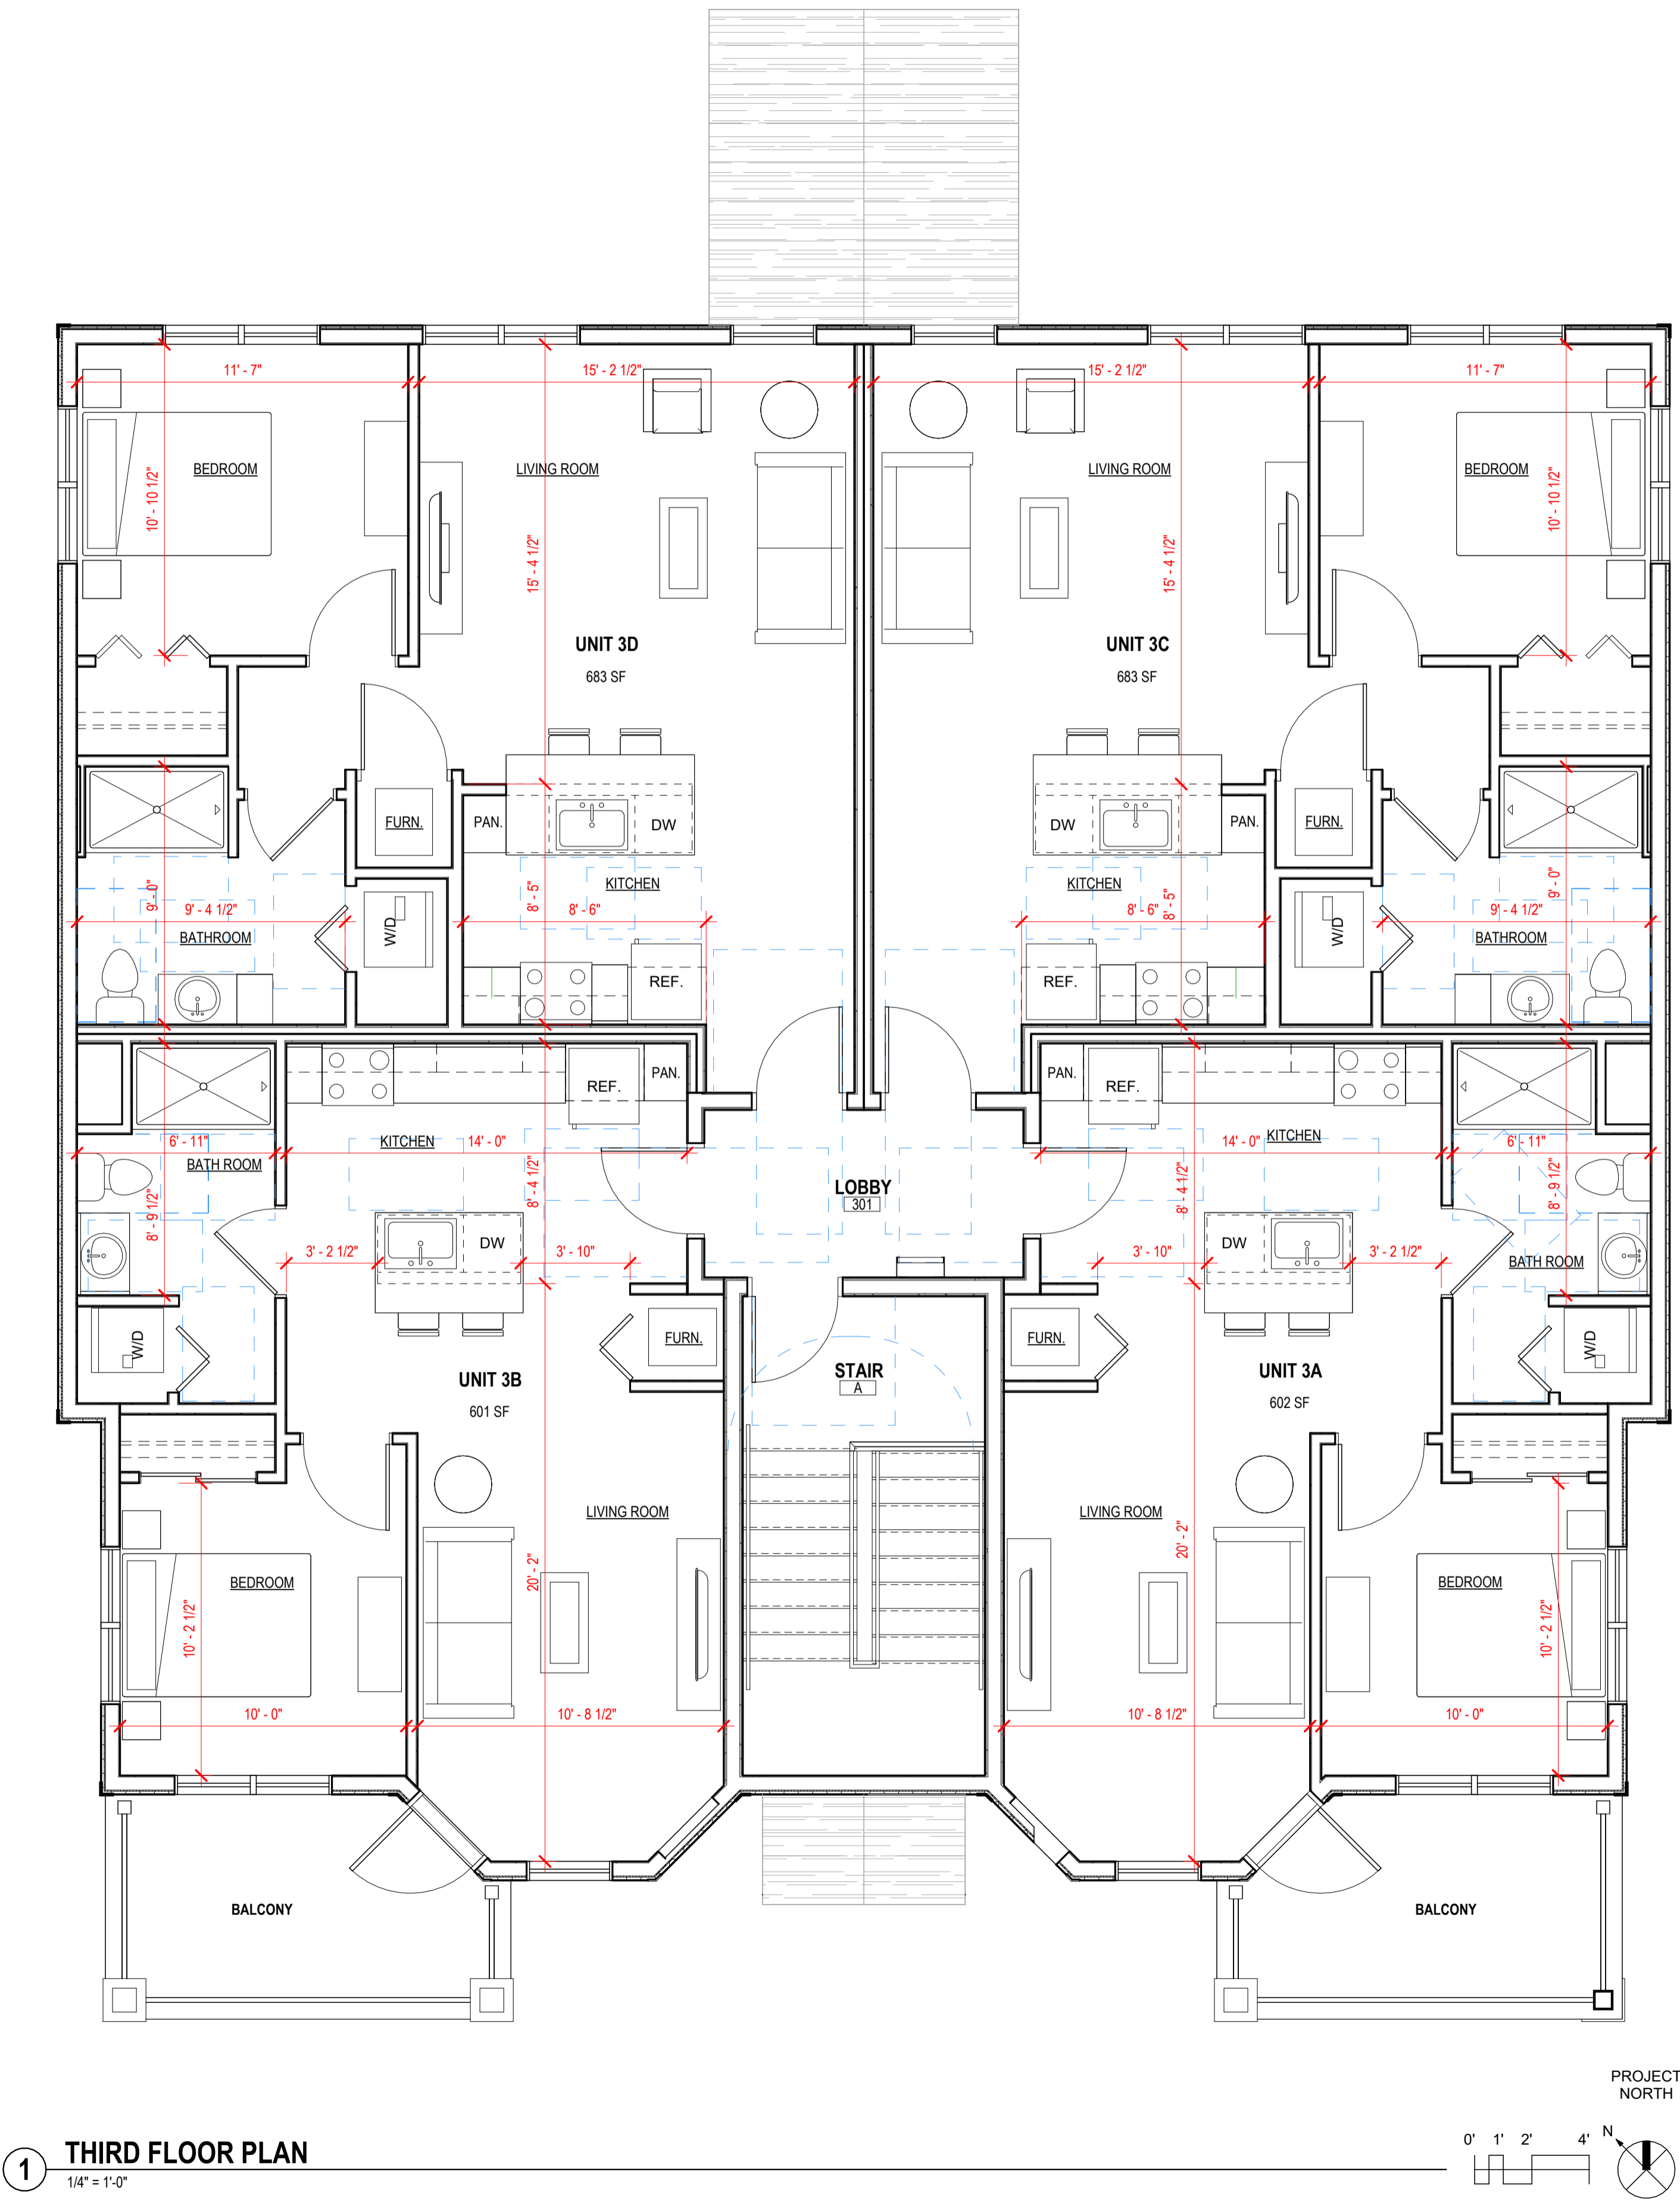 11' - 7"
15' - 2 1/2"
15' - 2 1/2"
11' - 7"
BEDROOM
LIVING ROOM
LIVING ROOM
BEDROOM
10' - 10 1/2"
15' - 4 1/2"
15' - 4 1/2"
10' - 10 1/2"
UNIT 3D
683 SF
UNIT 3C
683 SF
FURN.
PAN.
DW
DW
PAN.
FURN.
KITCHEN
KITCHEN
9' - 0"
9' - 4 1/2"
8' - 5"
8' - 6"
8' - 6"
8' - 5"
9' - 0"
9' - 4 1/2"
BATHROOM
W/D
W/D
BATHROOM
REF.
REF.
REF.
PAN.
PAN.
REF.
6' - 11"
KITCHEN
14' - 0"
14' - 0"
KITCHEN
6' - 11"
BATH ROOM
8' - 9 1/2"
8' - 4 1/2"
LOBBY
301
8' - 4 1/2"
8' - 9 1/2"
3' - 2 1/2"
DW
3' - 10"
3' - 10"
DW
3' - 2 1/2"
BATH ROOM
W/D
FURN.
FURN.
W/D
UNIT 3B
601 SF
STAIR
A
UNIT 3A
602 SF
LIVING ROOM
LIVING ROOM
BEDROOM
20' - 2"
20' - 2"
BEDROOM
10' - 2 1/2"
10' - 2 1/2"
10' - 0"
10' - 8 1/2"
10' - 8 1/2"
10' - 0"
BALCONY
BALCONY
PROJECT
NORTH
1
THIRD FLOOR PLAN
1/4" = 1'-0"
0' 1' 2' 4'
N